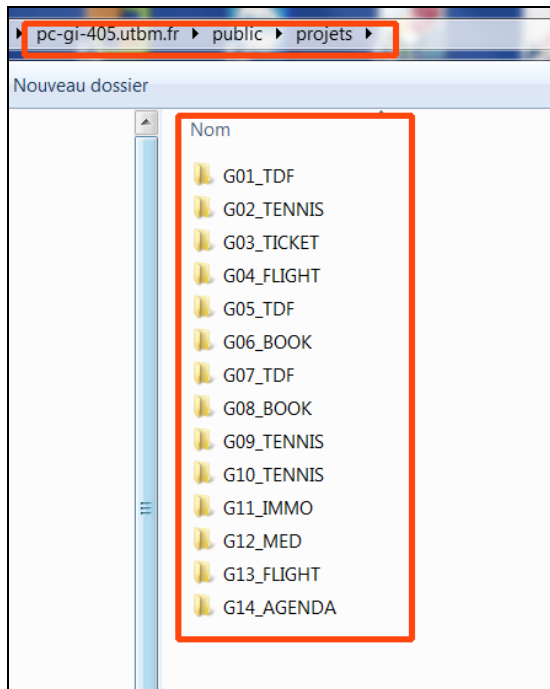 pc-gi-405.utbm.fr public projets
Nouveau dossier
Nom
G01_TDF
G02_TENNIS
G03_TICKET
G04_FLIGHT
G05_TDF
G06_BOOK
G07_TDF
G08_BOOK
G09_TENNIS
G10_TENNIS
G11_IMMO
G12_MED
G13_FLIGHT
G14_AGENDA